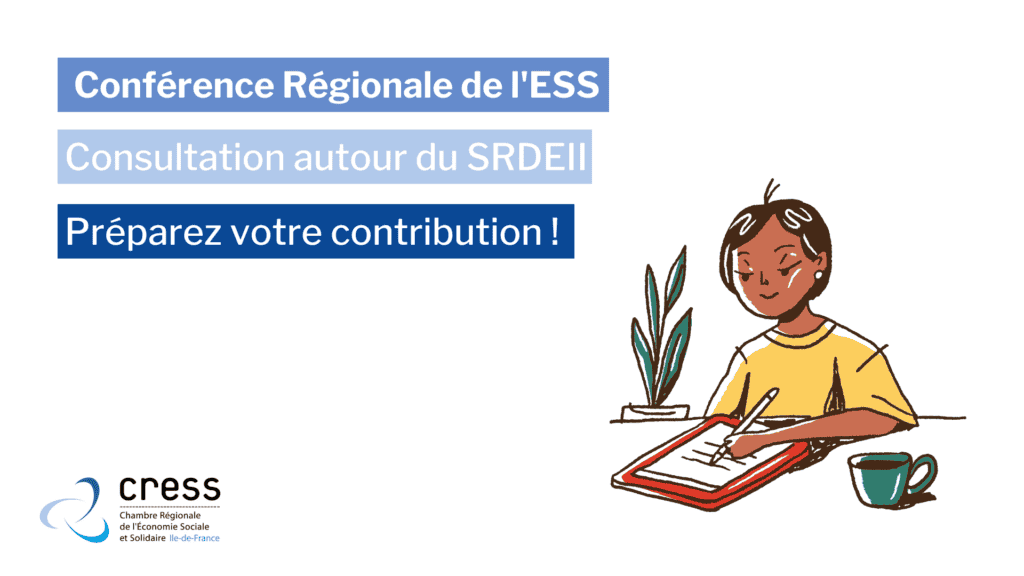 Conférence Régionale de l'ESS
Consultation autour du SRDEII
Préparez votre contribution !
cress
Chambre Régionale
de l'Économie Sociale
et Solidaire Ile-de-France